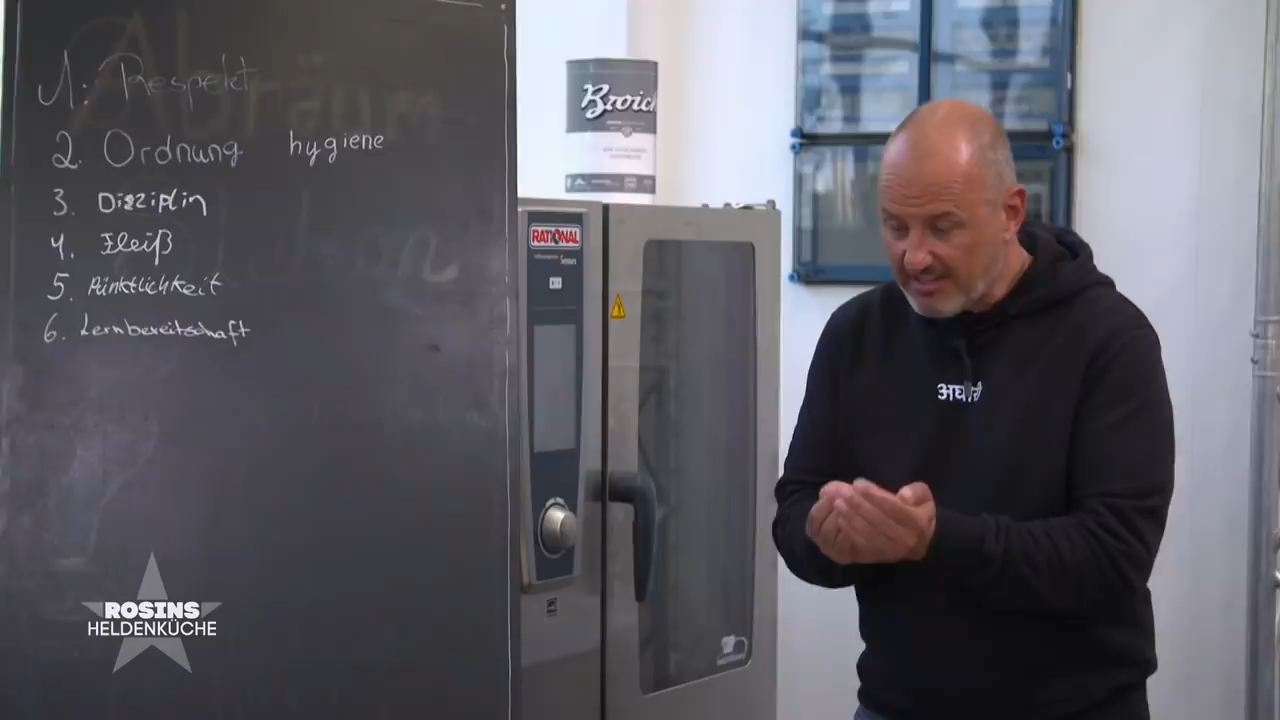 1. Respekt
2. Ordnung hygiene
3. Disziplin
4. Fleiß
5. Pünktlichkeit
6. Lernbereitschaft
Broich
RATIONAL
ROSINS
HELDENKÜCHE